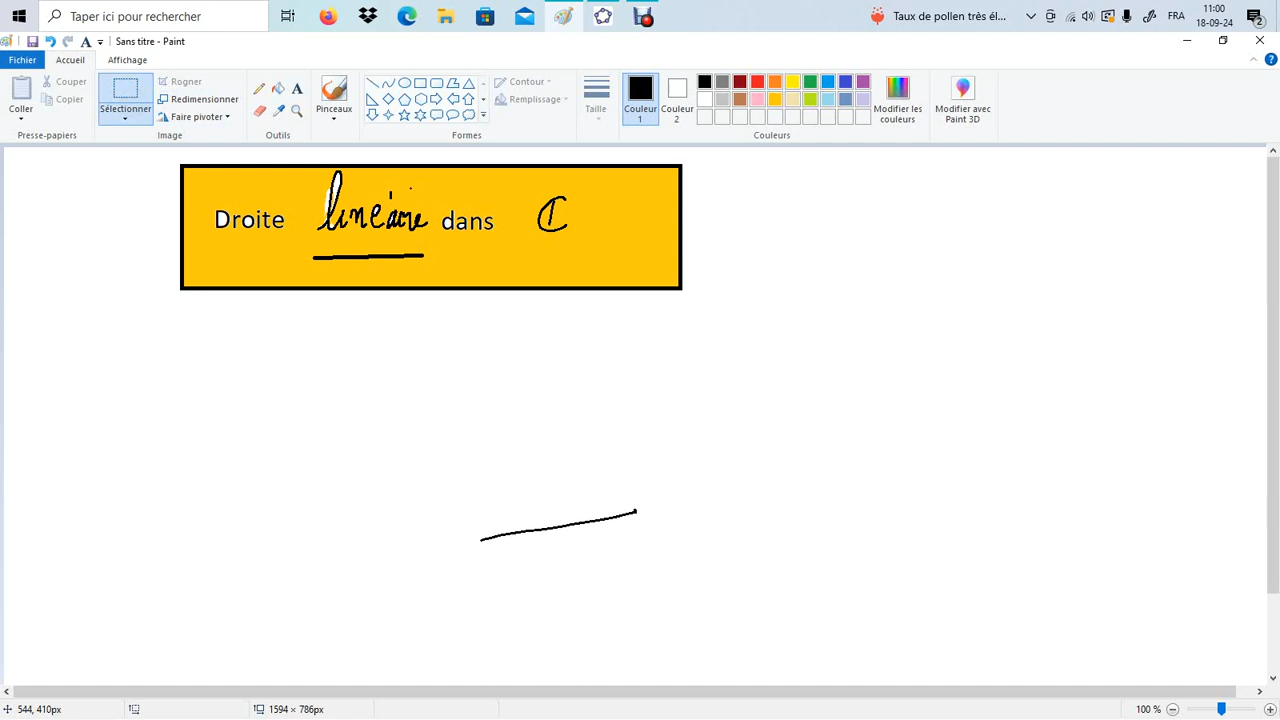 Taper ici pour rechercher
Taux de pollen très él...
FRA
11:00
18-09-24
2
Sans titre - Paint
Fichier Accueil Affichage
Coller
Couper
Copier
Presse-papiers
Sélectionner
Rogner
Redimensionner
Faire pivoter
Image
Outils
Pinceaux
Contour
Remplissage
Formes
Taille
Couleur 1
Couleur 2
Modifier les couleurs
Couleurs
Modifier avec Paint 3D
Droite linéaire dans ℂ
544, 410px
1594 × 786px
100 %